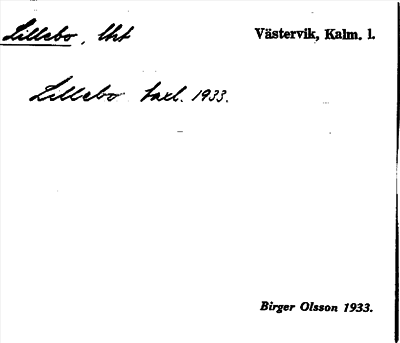 Lillebo, lht
Västervik, Kalm. l.
Lillebo taxl. 1933.
Birger Olsson 1933.